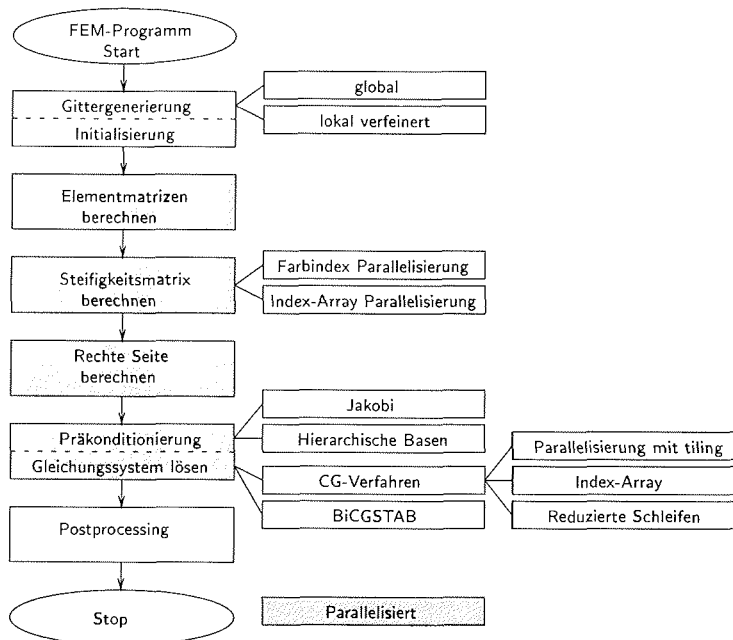 FEM-Programm
Start
Gittergenerierung
Initialisierung
global
lokal verfeinert
Elementmatrizen
berechnen
Steifigkeitsmatrix
berechnen
Farbindex Parallelisierung
Index-Array Parallelisierung
Rechte Seite
berechnen
Präkonditionierung
Gleichungssystem lösen
Jakobi
Hierarchische Basen
CG-Verfahren
BiCGSTAB
Parallelisierung mit tiling
Index-Array
Reduzierte Schleifen
Postprocessing
Stop
Parallelisiert